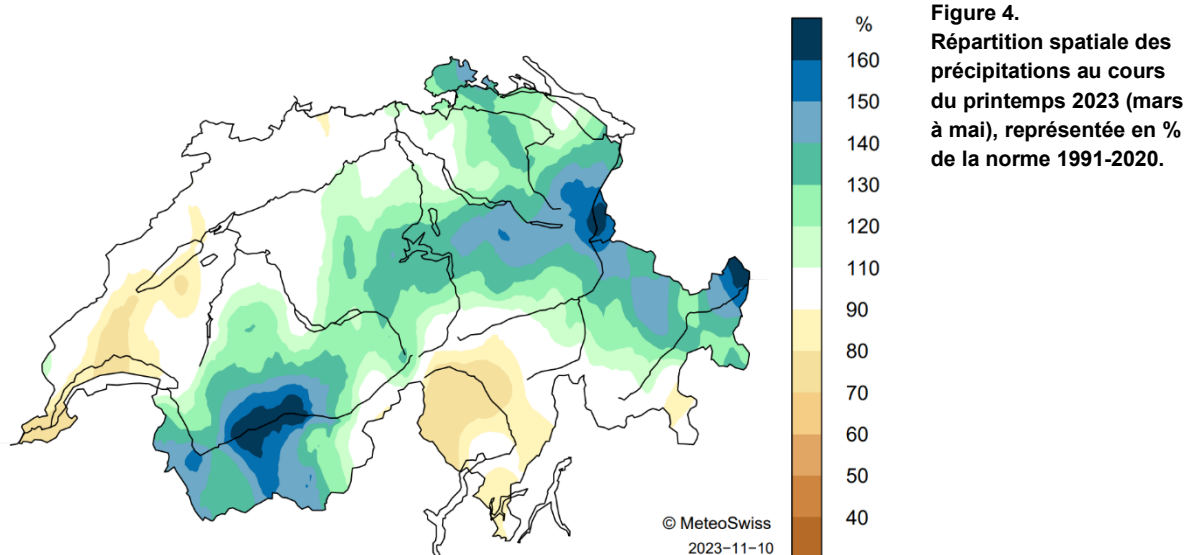 %
160
150
140
130
120
110
90
80
70
60
50
40
© MeteoSwiss
2023−11−10
Figure 4.
Répartition spatiale des
précipitations au cours
du printemps 2023 (mars
à mai), représentée en %
de la norme 1991-2020.